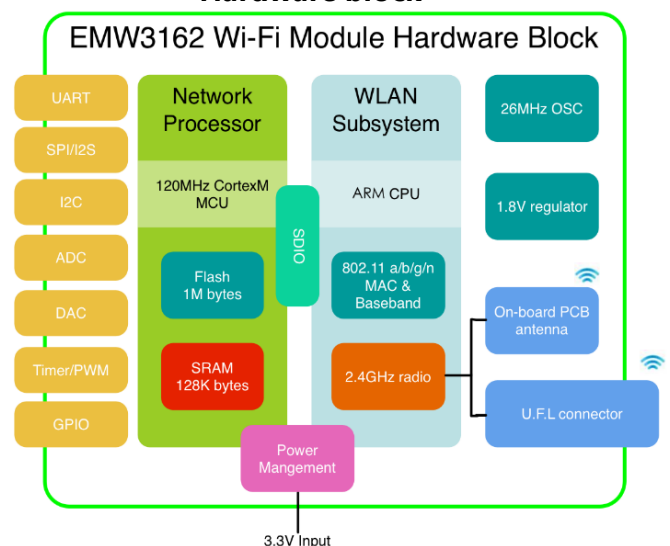 Hardware block
EMW3162 Wi-Fi Module Hardware Block
UART
SPI/I2S
I2C
ADC
DAC
Timer/PWM
GPIO
Network
Processor
120MHz CortexM
MCU
Flash
1M bytes
SRAM
128K bytes
SDIO
WLAN
Subsystem
ARM CPU
802.11 a/b/g/n
MAC &
Baseband
2.4GHz radio
26MHz OSC
1.8V regulator
On-board PCB
antenna
U.F.L connector
Power
Mangement
3.3V Input